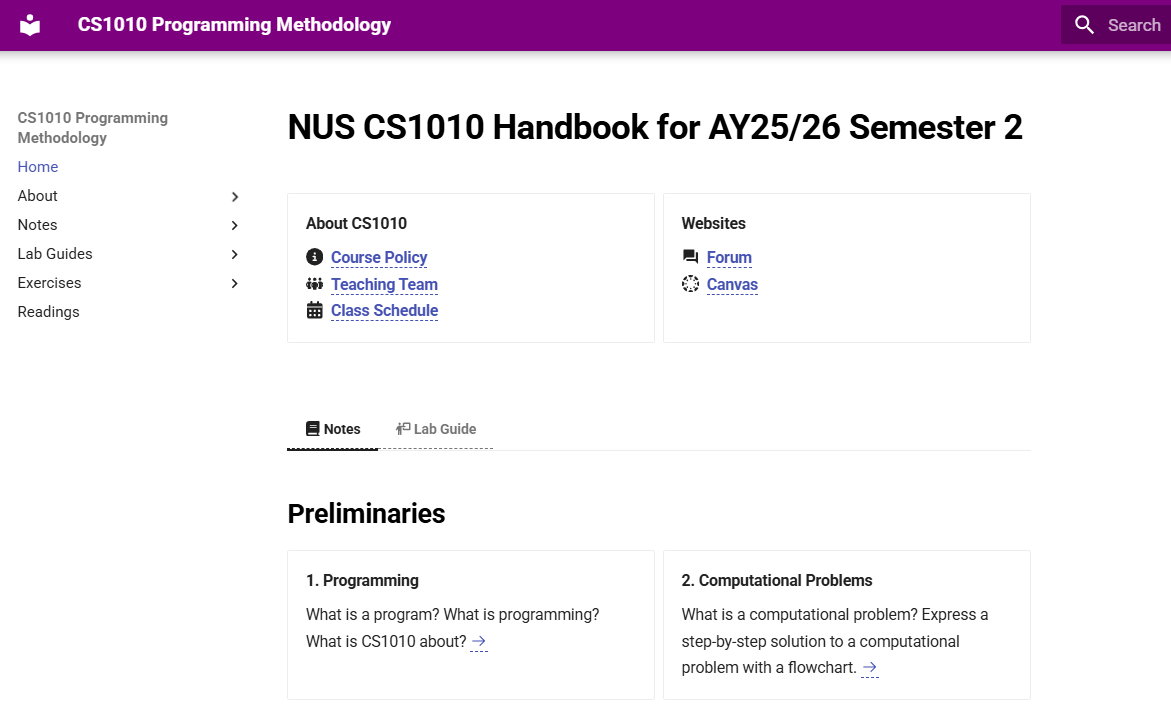 CS1010 Programming Methodology
Search
CS1010 Programming
Methodology
Home
About
Notes
Lab Guides
Exercises
Readings
NUS CS1010 Handbook for AY25/26 Semester 2
About CS1010
Course Policy
Teaching Team
Class Schedule
Websites
Forum
Canvas
Notes
Lab Guide
Preliminaries
1. Programming
What is a program? What is programming?
What is CS1010 about? →
2. Computational Problems
What is a computational problem? Express a
step-by-step solution to a computational
problem with a flowchart. →